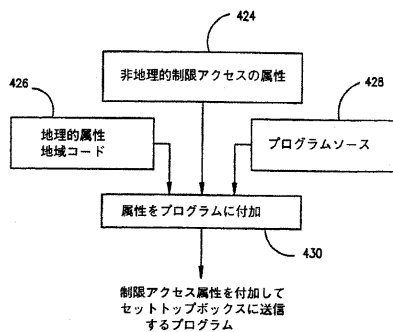 424
非地理的制限アクセスの属性
426
地理的属性
地域コード
428
プログラムソース
属性をプログラムに付加
430
制限アクセス属性を付加して
セットトップボックスに送信
するプログラム